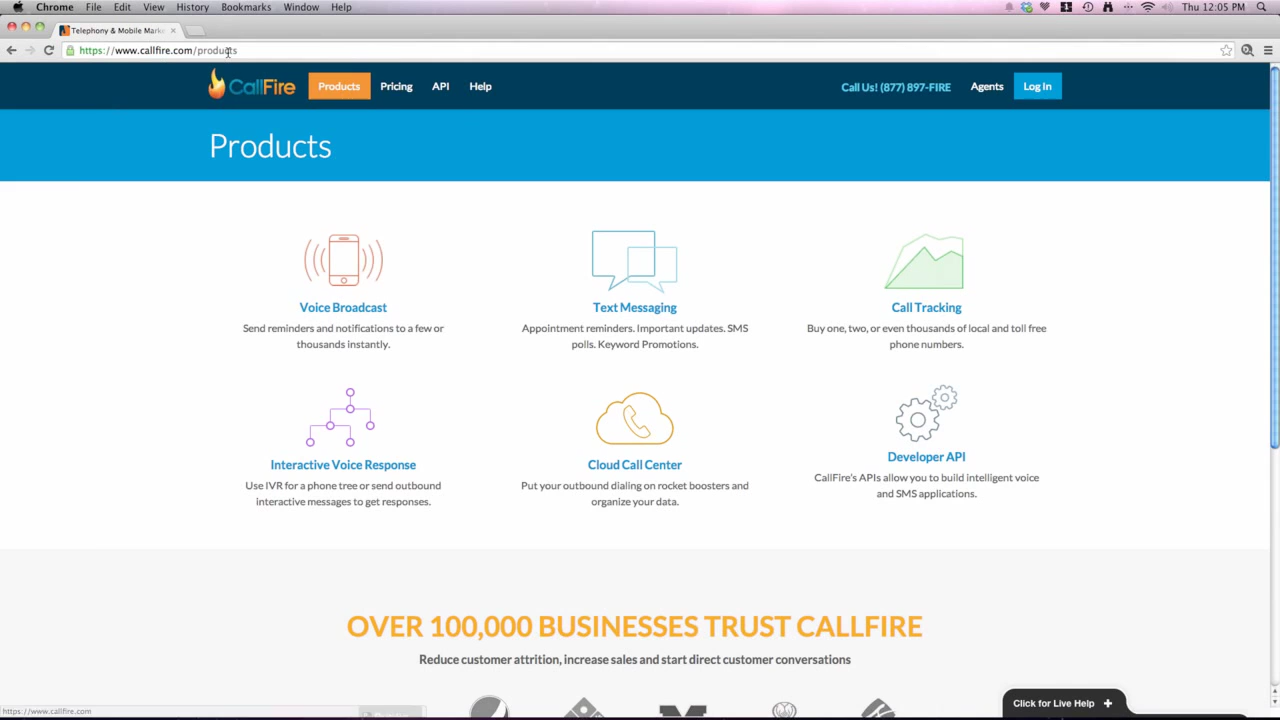 Chrome File Edit View History Bookmarks Window Help Thu 12:05 PM
Telephony & Mobile Marke
https://www.callfire.com/products
CallFire Products Pricing API Help Call Us! (877) 897-FIRE Agents Log In
Products
Voice Broadcast
Send reminders and notifications to a few or
thousands instantly.
Text Messaging
Appointment reminders. Important updates. SMS
polls. Keyword Promotions.
Call Tracking
Buy one, two, or even thousands of local and toll free
phone numbers.
Interactive Voice Response
Use IVR for a phone tree or send outbound
interactive messages to get responses.
Cloud Call Center
Put your outbound dialing on rocket boosters and
organize your data.
Developer API
CallFire's APIs allow you to build intelligent voice
and SMS applications.
OVER 100,000 BUSINESSES TRUST CALLFIRE
Reduce customer attrition, increase sales and start direct customer conversations
Click for Live Help +
https://www.callfire.com